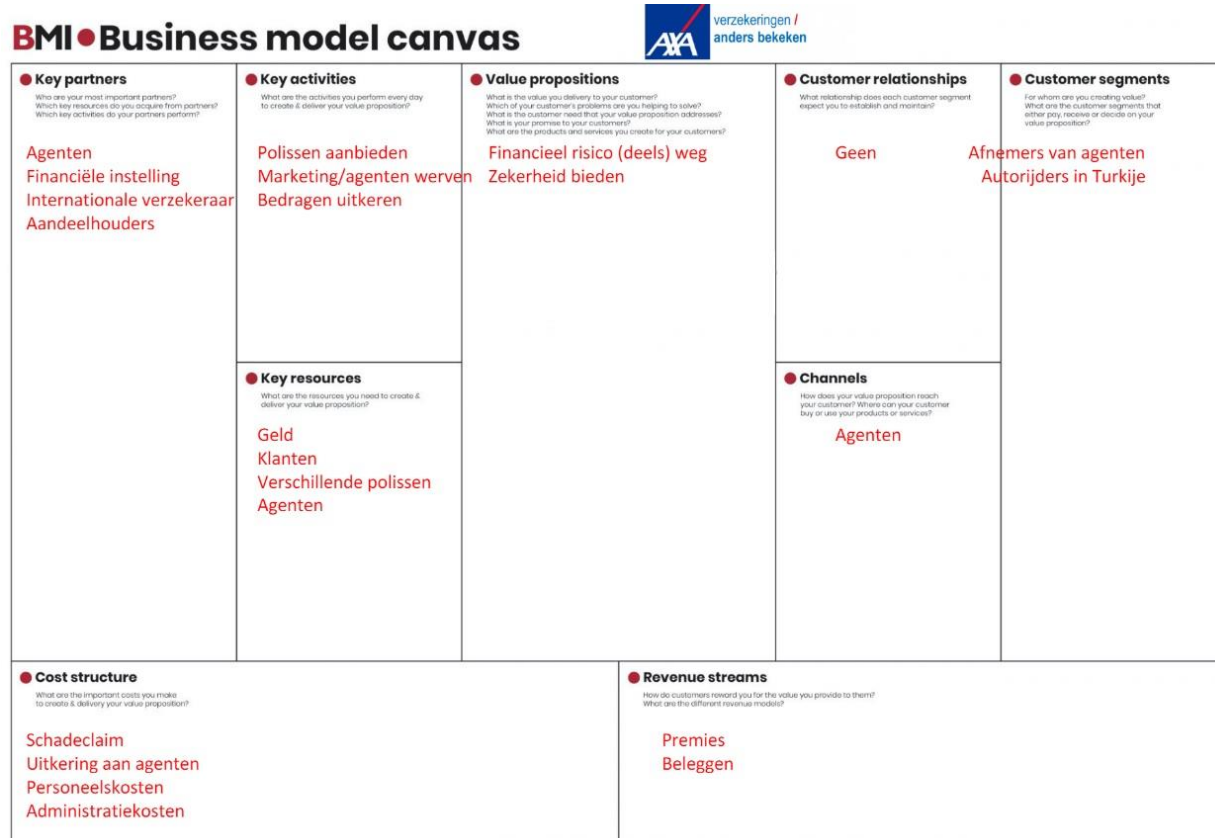 BMI Business model canvas
AXA
verzekeringen /
anders bekeken
Key partners
Who are your most important partners?
Which key resources do you acquire from partners?
Which key activities do your partners perform?
Agenten
Financiële instelling
Internationale verzekeraar
Aandeelhouders
Key activities
What are the activities you perform every day
to create & deliver your value proposition?
Polissen aanbieden
Marketing/agenten werven
Bedragen uitkeren
Key resources
What are the resources you need to create &
deliver your value proposition?
Geld
Klanten
Verschillende polissen
Agenten
Value propositions
What is the value you delivery to your customer?
Which of your customer's problems are you helping to solve?
What is the customer need that your value proposition addresses?
What is your promise to your customers?
What are the products and services you create for your customers?
Financieel risico (deels) weg
Zekerheid bieden
Customer relationships
What relationship does each customer segment
expect you to establish and maintain?
Geen
Channels
How does your value proposition reach
your customer? Where can your customer
buy or use your products or services?
Agenten
Customer segments
For whom are you creating value?
What are the customer segments that
either pay, receive or decide on your
value proposition?
Afnemers van agenten
Autorijders in Turkije
Cost structure
What are the important costs you make
to create & delivery your value proposition?
Schadeclaim
Uitkering aan agenten
Personeelskosten
Administratiekosten
Revenue streams
How do customers reward you for the value you provide to them?
What are the different revenue models?
Premies
Beleggen